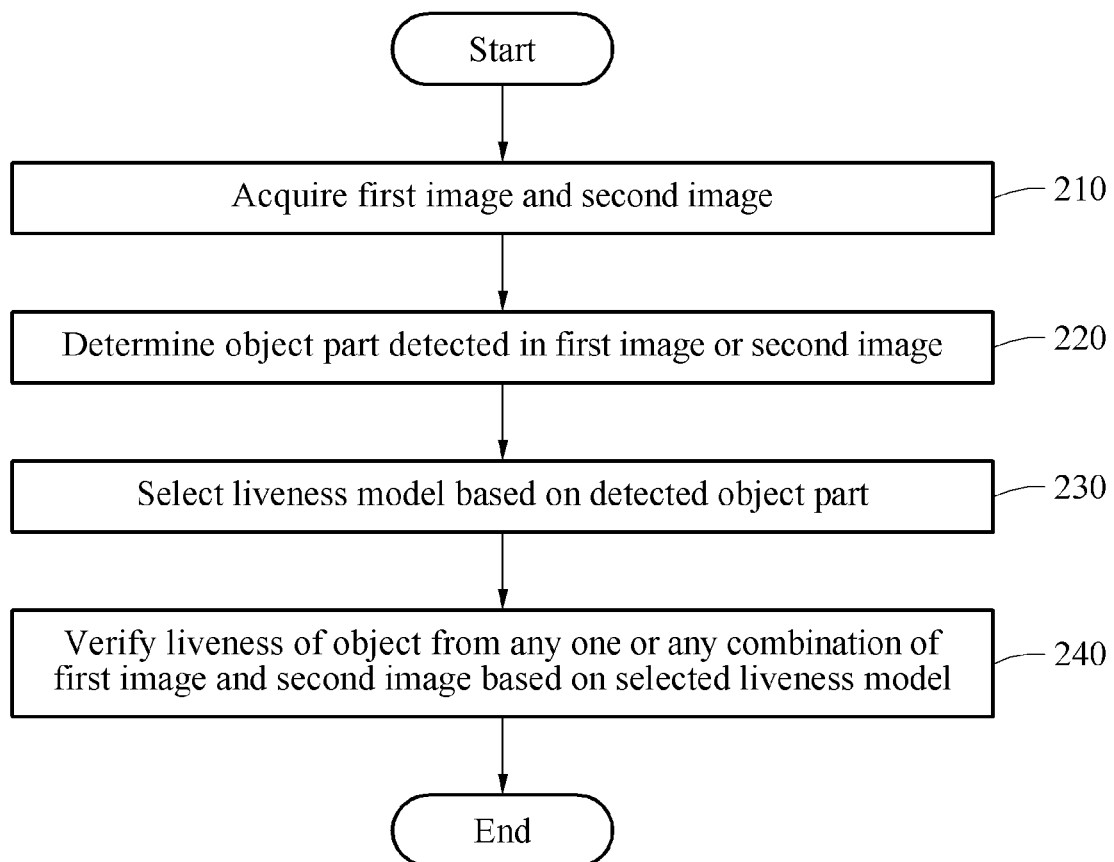 Start
Acquire first image and second image
210
Determine object part detected in first image or second image
220
Select liveness model based on detected object part
230
Verify liveness of object from any one or any combination of
first image and second image based on selected liveness model
240
End